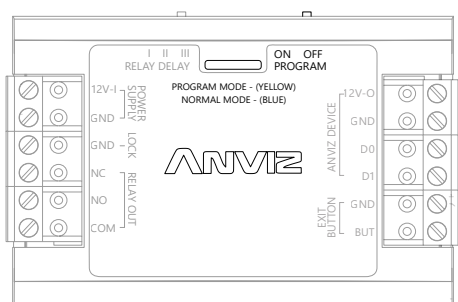 I II III
RELAY DELAY
ON OFF
PROGRAM
PROGRAM MODE - (YELLOW)
NORMAL MODE - (BLUE)
12V-I
GND
POWER
SUPPLY
GND
LOCK
NC
NO
COM
RELAY OUT
ANVIZ
12V-O
GND
D0
D1
ANVIZ DEVICE
GND
BUT
EXIT
BUTTON